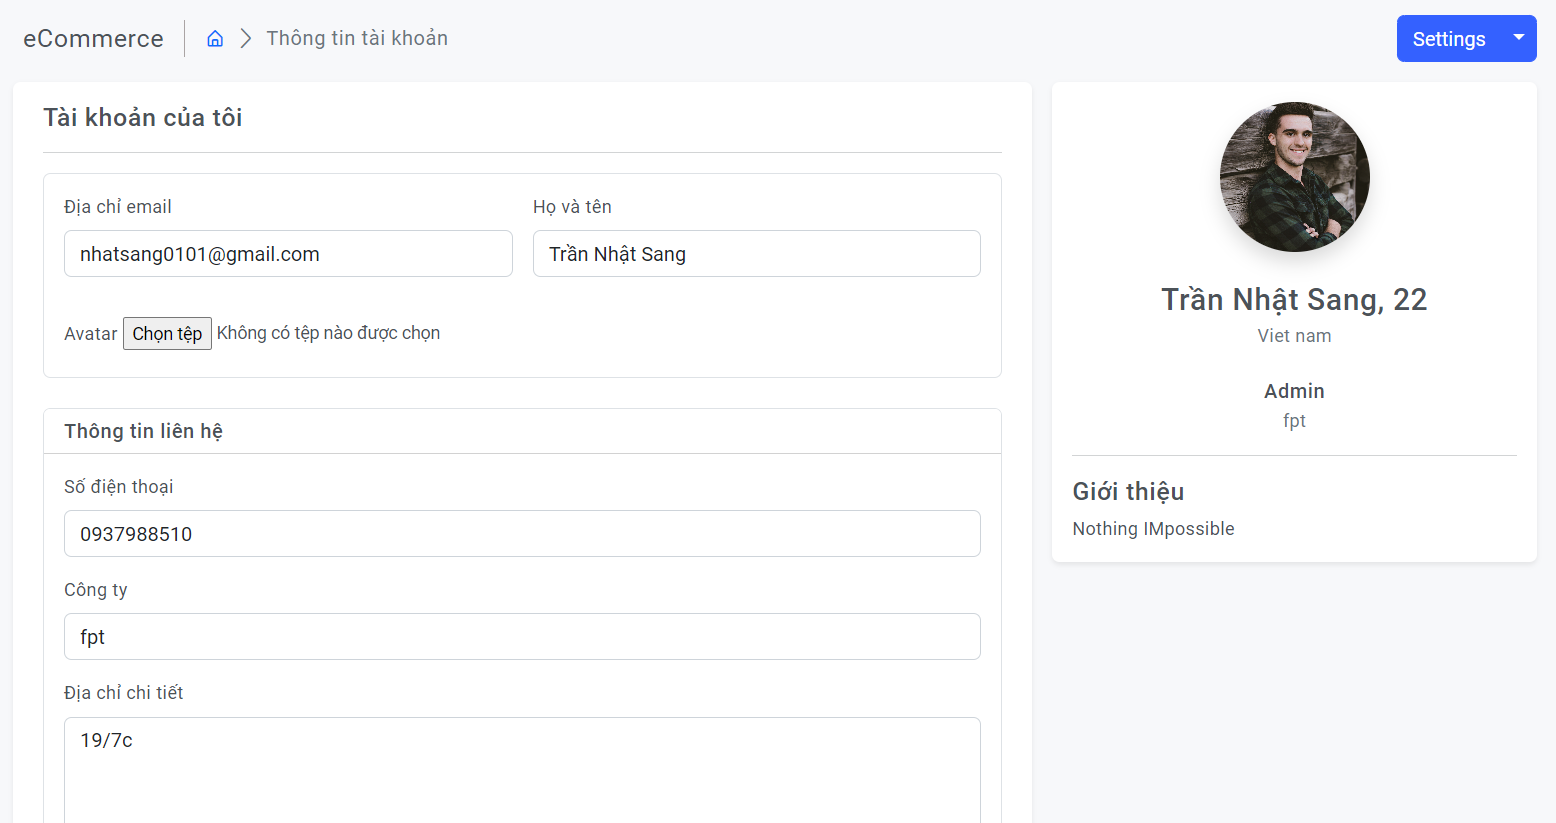 eCommerce
Thông tin tài khoản
Settings
Tài khoản của tôi
Địa chỉ email
Họ và tên
nhatsang0101@gmail.com
Trần Nhật Sang
Avatar Chọn tệp Không có tệp nào được chọn
Thông tin liên hệ
Số điện thoại
0937988510
Công ty
fpt
Địa chỉ chi tiết
19/7c
Trần Nhật Sang, 22
Viet nam
Admin
fpt
Giới thiệu
Nothing IMpossible